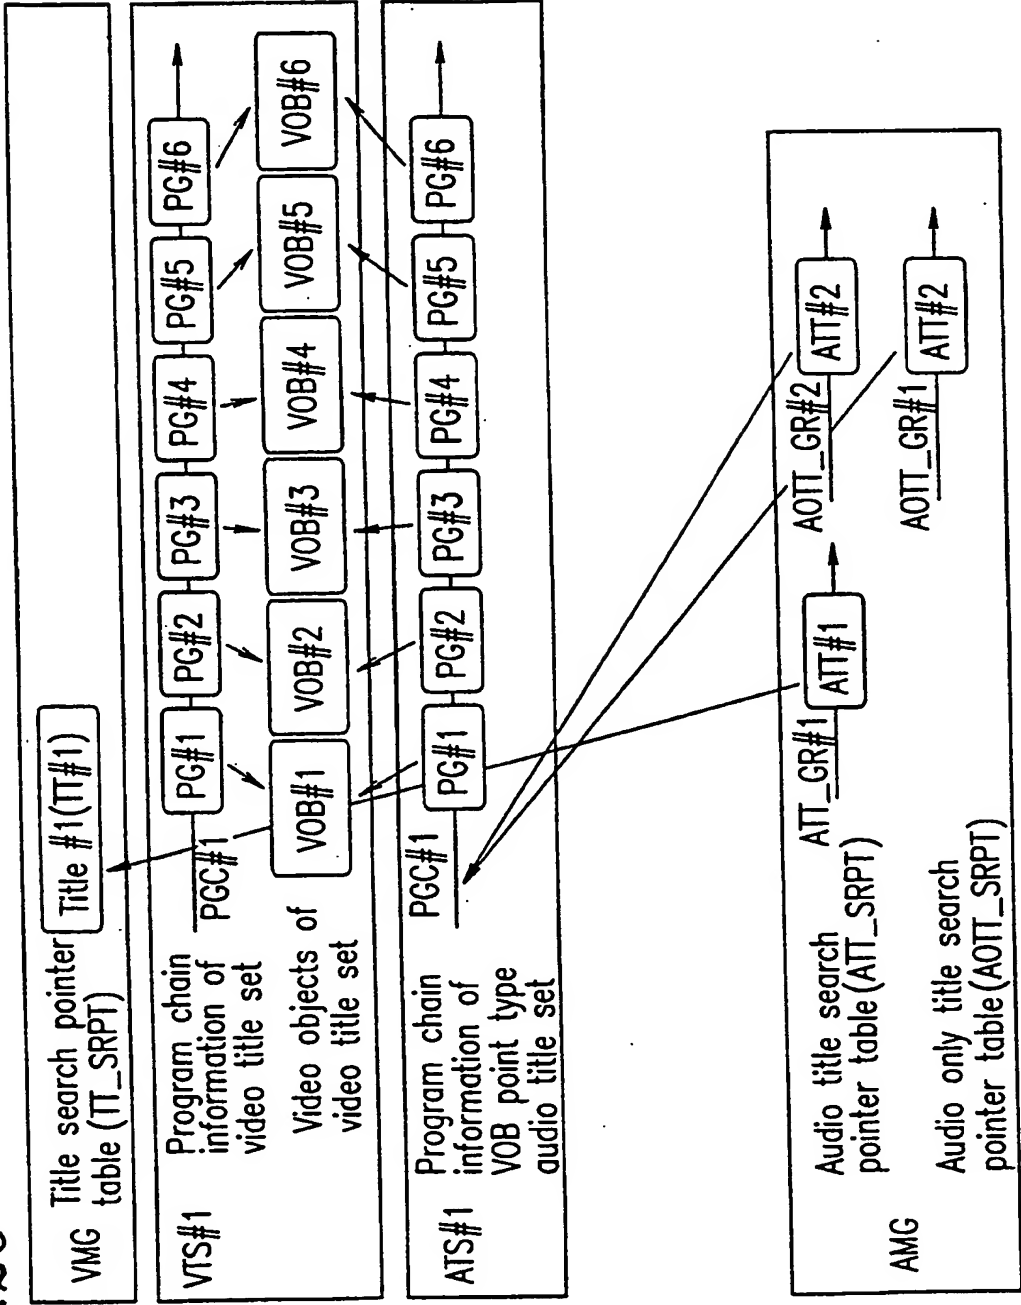 VMG
Title search pointer
table (TT_SRPT)
Title #1(TT#1)
VTS#1
Program chain
information of
video title set
PGC#1
PG#1
PG#2
PG#3
PG#4
PG#5
PG#6
Video objects of
video title set
VOB#1
VOB#2
VOB#3
VOB#4
VOB#5
VOB#6
ATS#1
Program chain
information of
VOB point type
audio title set
PGC#1
PG#1
PG#2
PG#3
PG#4
PG#5
PG#6
AMG
Audio title search
pointer table(ATT_SRPT)
ATT_GR#1
ATT#1
AOTT_GR#2
ATT#2
Audio only title search
pointer table(AOTT_SRPT)
AOTT_GR#1
ATT#2